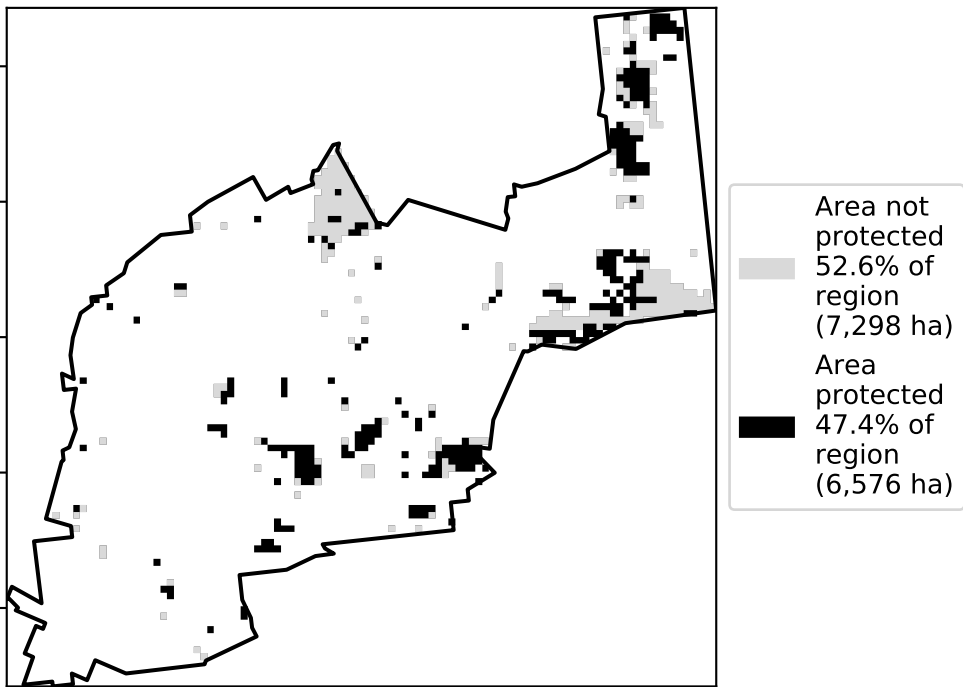 Area not
protected
52.6% of
region
(7,298 ha)
Area
protected
47.4% of
region
(6,576 ha)